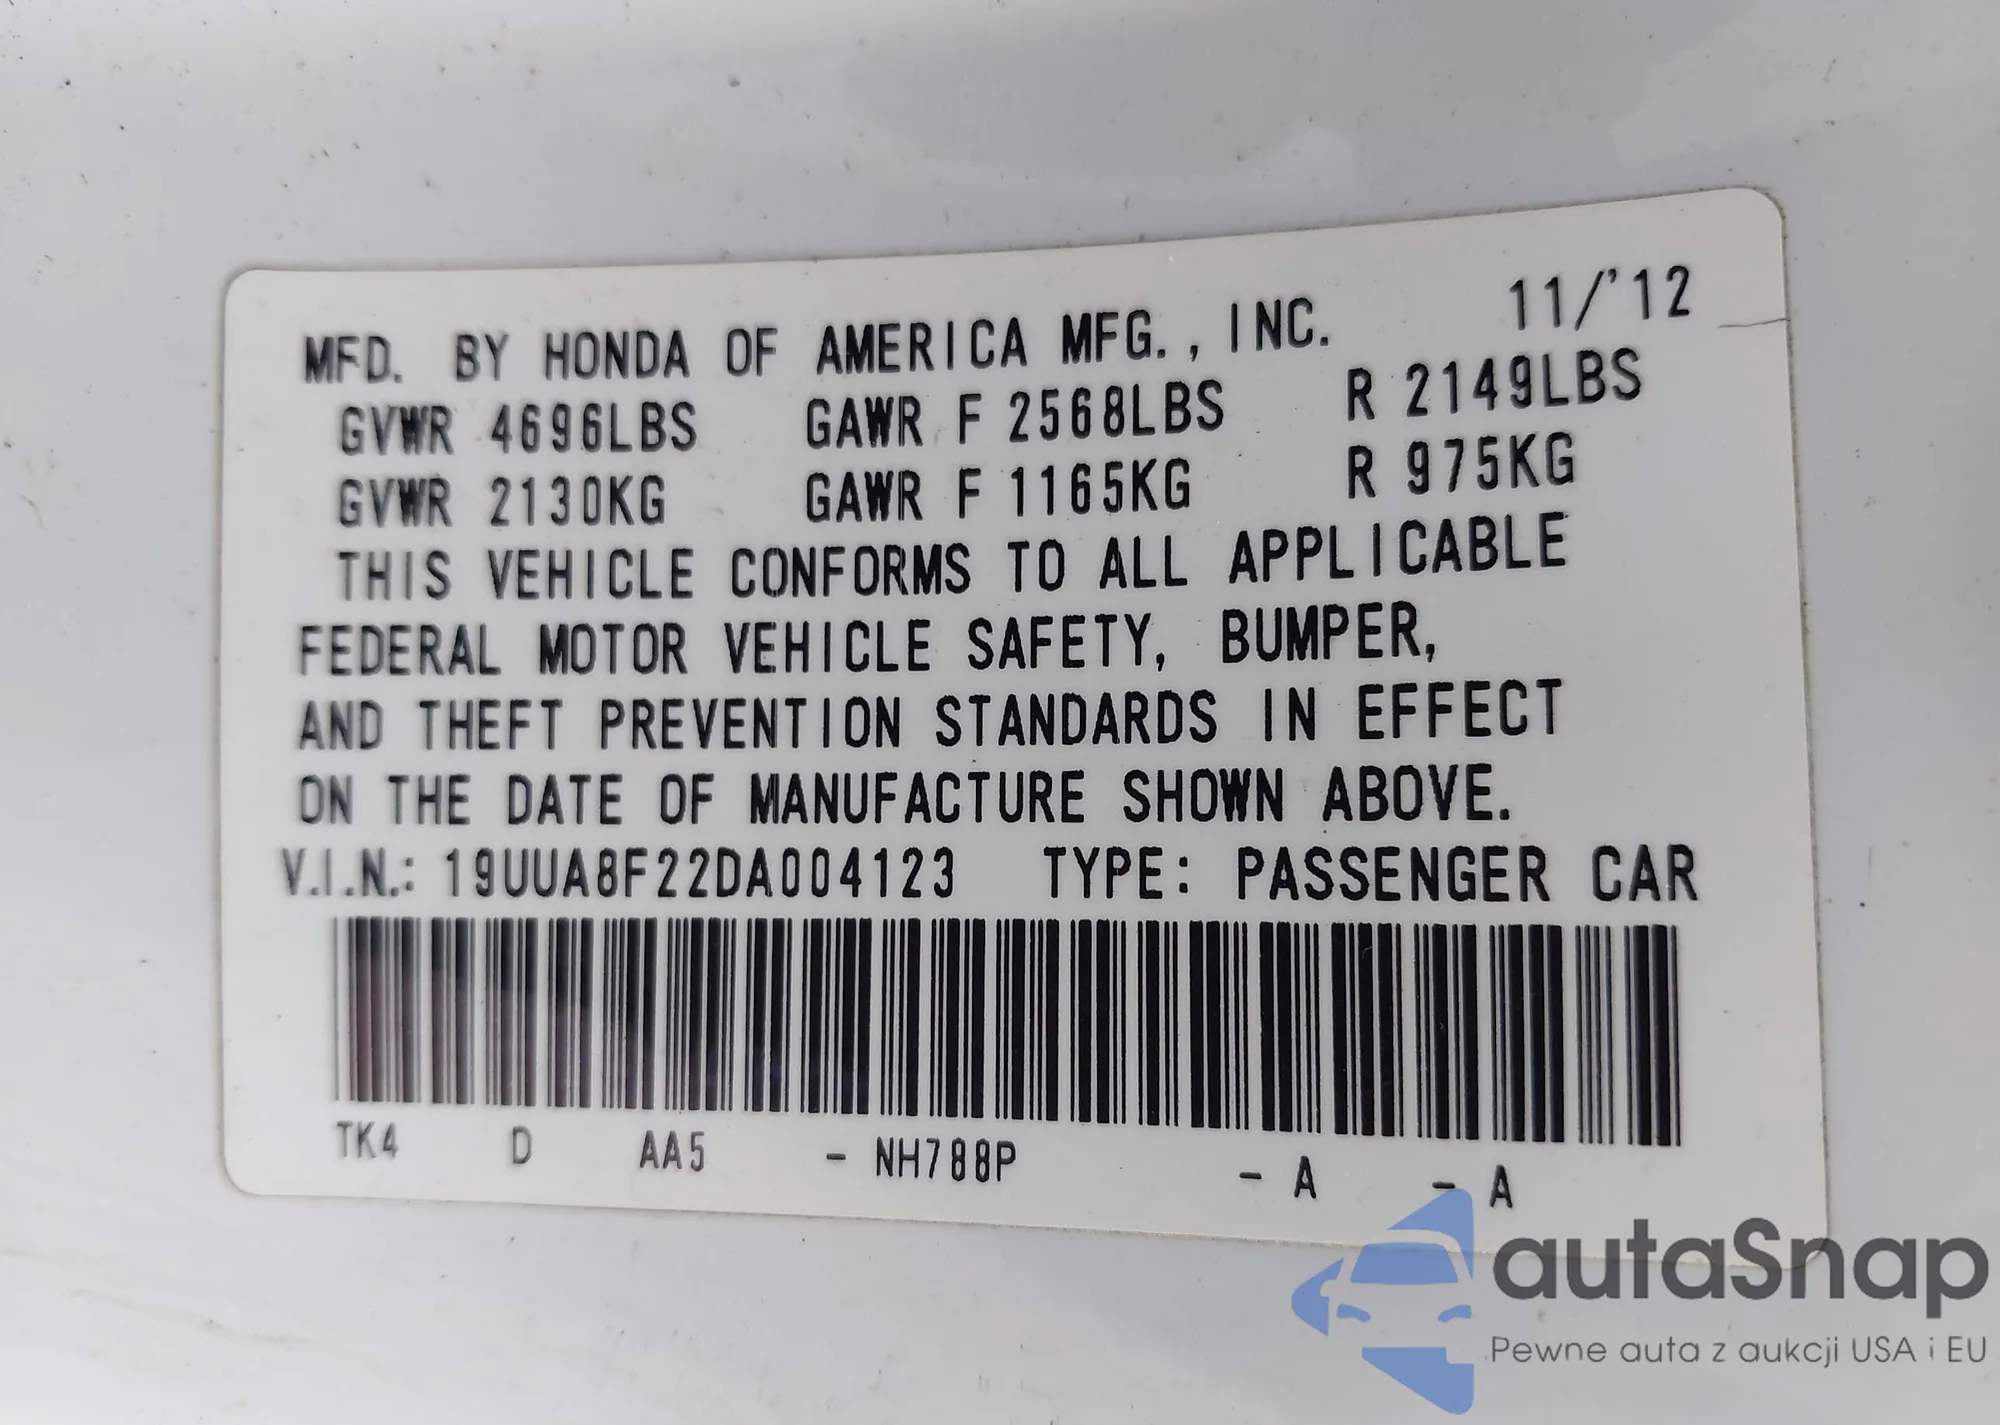 MFD. BY HONDA OF AMERICA MFG., INC. 11/'12
GVWR 4696LBS GAWR F 2568LBS R 2149LBS
GVWR 2130KG GAWR F 1165KG R 975KG
THIS VEHICLE CONFORMS TO ALL APPLICABLE
FEDERAL MOTOR VEHICLE SAFETY, BUMPER,
AND THEFT PREVENTION STANDARDS IN EFFECT
ON THE DATE OF MANUFACTURE SHOWN ABOVE.
V.I.N.: 19UUA8F22DA004123 TYPE: PASSENGER CAR
TK4 D AA5 - NH788P - A - A
autaSnap
Pewne auta z aukcji USA i EU